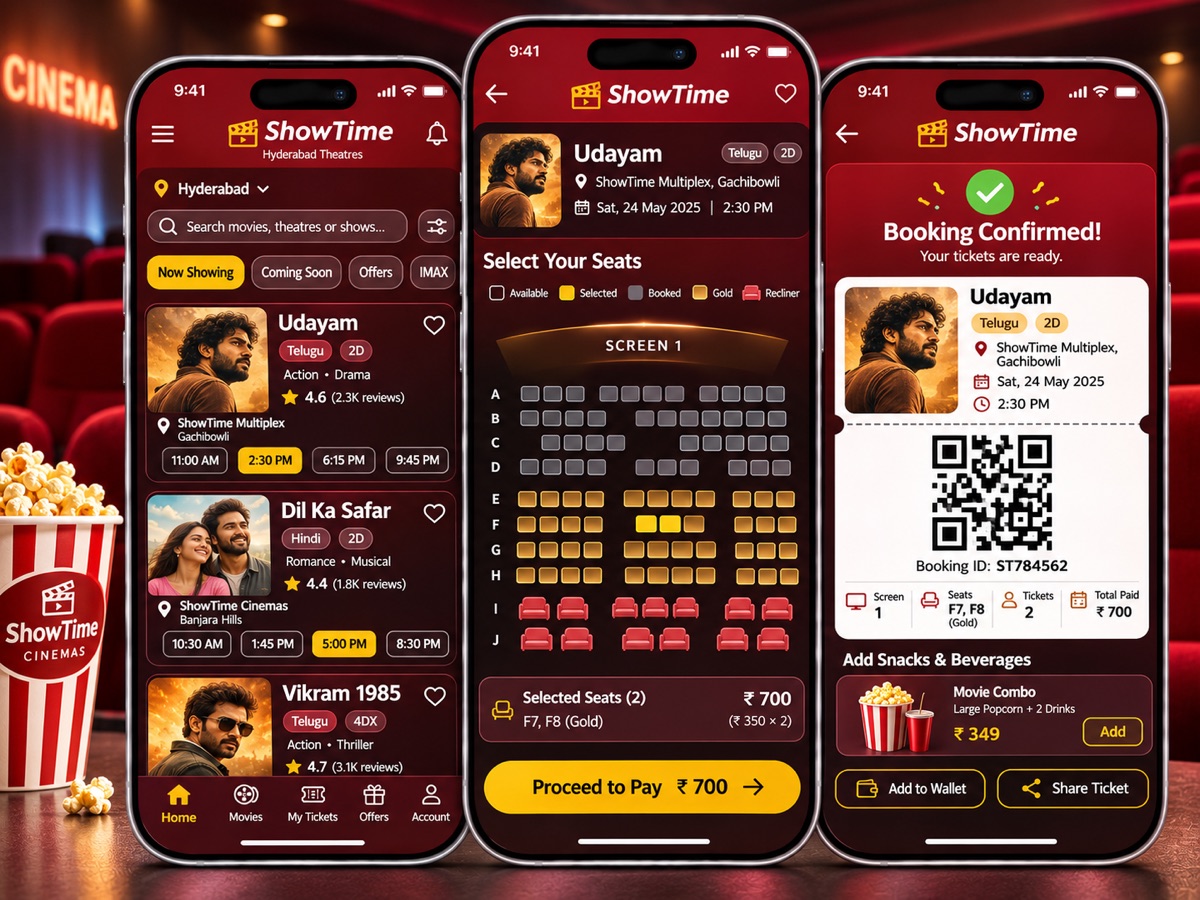 CINEMA
ShowTime
CINEMAS
9:41
ShowTime
Hyderabad Theatres
Hyderabad
Search movies, theatres or shows...
Now Showing
Coming Soon
Offers
IMAX
Udayam
Telugu
2D
Action • Drama
4.6 (2.3K reviews)
ShowTime Multiplex
Gachibowli
11:00 AM
2:30 PM
6:15 PM
9:45 PM
Dil Ka Safar
Hindi
2D
Romance • Musical
4.4 (1.8K reviews)
ShowTime Cinemas
Banjara Hills
10:30 AM
1:45 PM
5:00 PM
8:30 PM
Vikram 1985
Telugu
4DX
Action • Thriller
4.7 (3.1K reviews)
Home
Movies
My Tickets
Offers
Account
9:41
ShowTime
Udayam
Telugu
2D
ShowTime Multiplex, Gachibowli
Sat, 24 May 2025 | 2:30 PM
Select Your Seats
Available
Selected
Booked
Gold
Recliner
SCREEN 1
A
B
C
D
E
F
G
H
I
J
Selected Seats (2)
₹ 700
F7, F8 (Gold)
(₹ 350 × 2)
Proceed to Pay ₹ 700
9:41
ShowTime
Booking Confirmed!
Your tickets are ready.
Udayam
Telugu
2D
ShowTime Multiplex,
Gachibowli
Sat, 24 May 2025
2:30 PM
Booking ID: ST784562
Screen
1
Seats
F7, F8
(Gold)
Tickets
2
Total Paid
₹ 700
Add Snacks & Beverages
Movie Combo
Large Popcorn + 2 Drinks
₹ 349
Add
Add to Wallet
Share Ticket